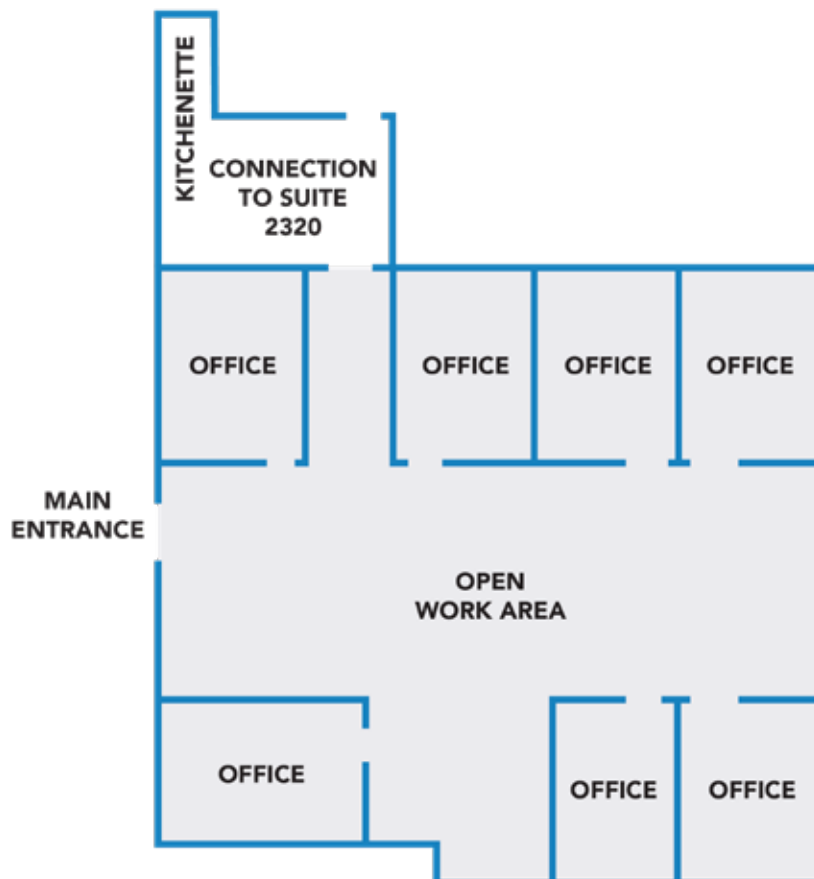 KITCHENETTE
CONNECTION
TO SUITE
2320
OFFICE
OFFICE
OFFICE
OFFICE
MAIN
ENTRANCE
OPEN
WORK AREA
OFFICE
OFFICE
OFFICE